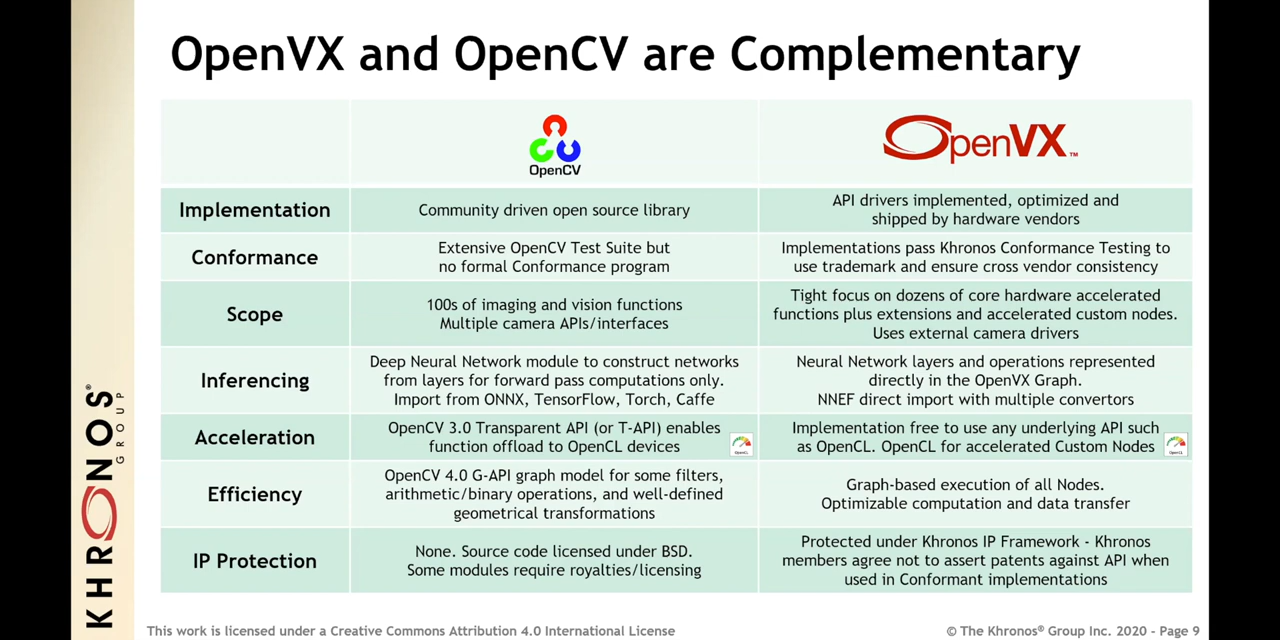 OpenVX and OpenCV are Complementary
OpenCV
OpenVX™
Implementation
Community driven open source library
API drivers implemented, optimized and
shipped by hardware vendors
Conformance
Extensive OpenCV Test Suite but
no formal Conformance program
Implementations pass Khronos Conformance Testing to
use trademark and ensure cross vendor consistency
Scope
100s of imaging and vision functions
Multiple camera APIs/interfaces
Tight focus on dozens of core hardware accelerated
functions plus extensions and accelerated custom nodes.
Uses external camera drivers
Inferencing
Deep Neural Network module to construct networks
from layers for forward pass computations only.
Import from ONNX, TensorFlow, Torch, Caffe
Neural Network layers and operations represented
directly in the OpenVX Graph.
NNEF direct import with multiple convertors
Acceleration
OpenCV 3.0 Transparent API (or T-API) enables
function offload to OpenCL devices
OpenCL
Implementation free to use any underlying API such
as OpenCL. OpenCL for accelerated Custom Nodes
OpenCL
Efficiency
OpenCV 4.0 G-API graph model for some filters,
arithmetic/binary operations, and well-defined
geometrical transformations
Graph-based execution of all Nodes.
Optimizable computation and data transfer
IP Protection
None. Source code licensed under BSD.
Some modules require royalties/licensing
Protected under Khronos IP Framework - Khronos
members agree not to assert patents against API when
used in Conformant implementations
KHRONOS®
GROUP
This work is licensed under a Creative Commons Attribution 4.0 International License
© The Khronos® Group Inc. 2020 - Page 9